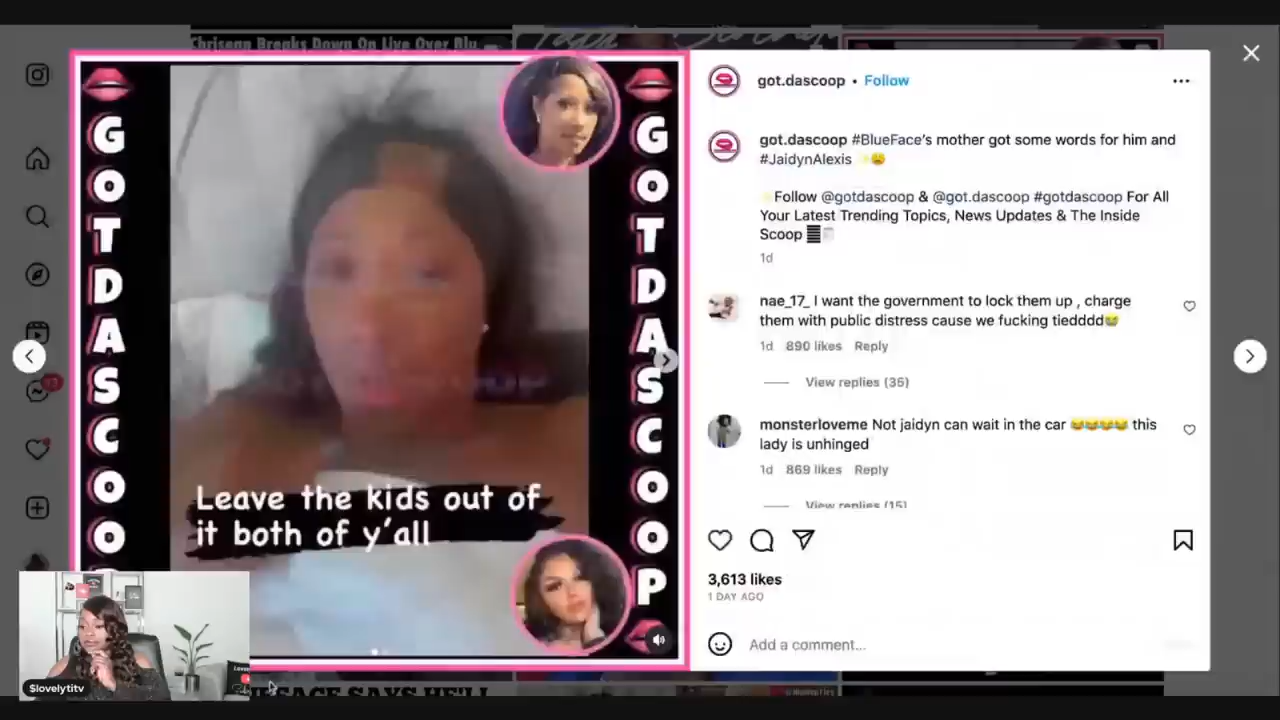 Chrisean Breaks Down On Live Over Blu
GOTDASCOOP
GOTDASCOOP
Leave the kids out of
it both of y'all
$lovelytitv
got.dascoop • Follow
got.dascoop #BlueFace's mother got some words for him and
#JaidynAlexis ✨😩
✨Follow @gotdascoop & @got.dascoop #gotdascoop For All
Your Latest Trending Topics, News Updates & The Inside
Scoop
1d
nae_17_ I want the government to lock them up , charge
them with public distress cause we fucking tiedddd😭
1d 890 likes Reply
View replies (36)
monsterloveme Not jaidyn can wait in the car 😂😂😂😂 this
lady is unhinged
1d 869 likes Reply
View replies (15)
3,613 likes
1 DAY AGO
Add a comment...